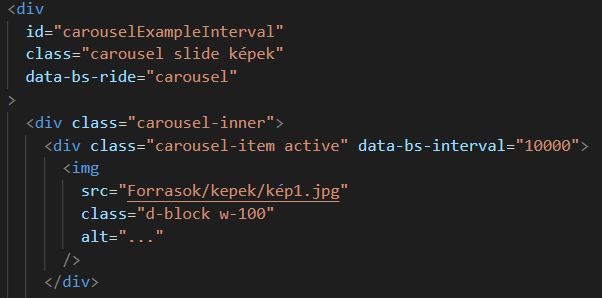 <div
id="carouselExampleInterval"
class="carousel slide képek"
data-bs-ride="carousel"
>
<div class="carousel-inner">
<div class="carousel-item active" data-bs-interval="10000">
<img
src="Forrasok/kepek/kép1.jpg"
class="d-block w-100"
alt="..."
/>
</div>